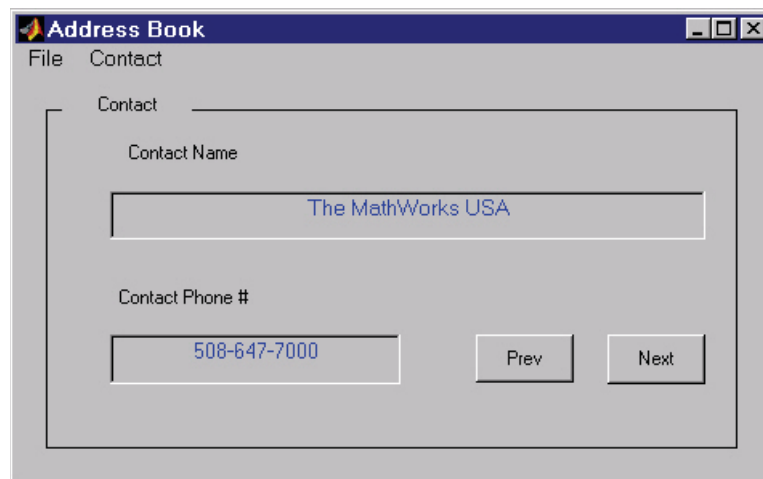 Address Book
File Contact
Contact
Contact Name
The MathWorks USA
Contact Phone #
508-647-7000
Prev Next